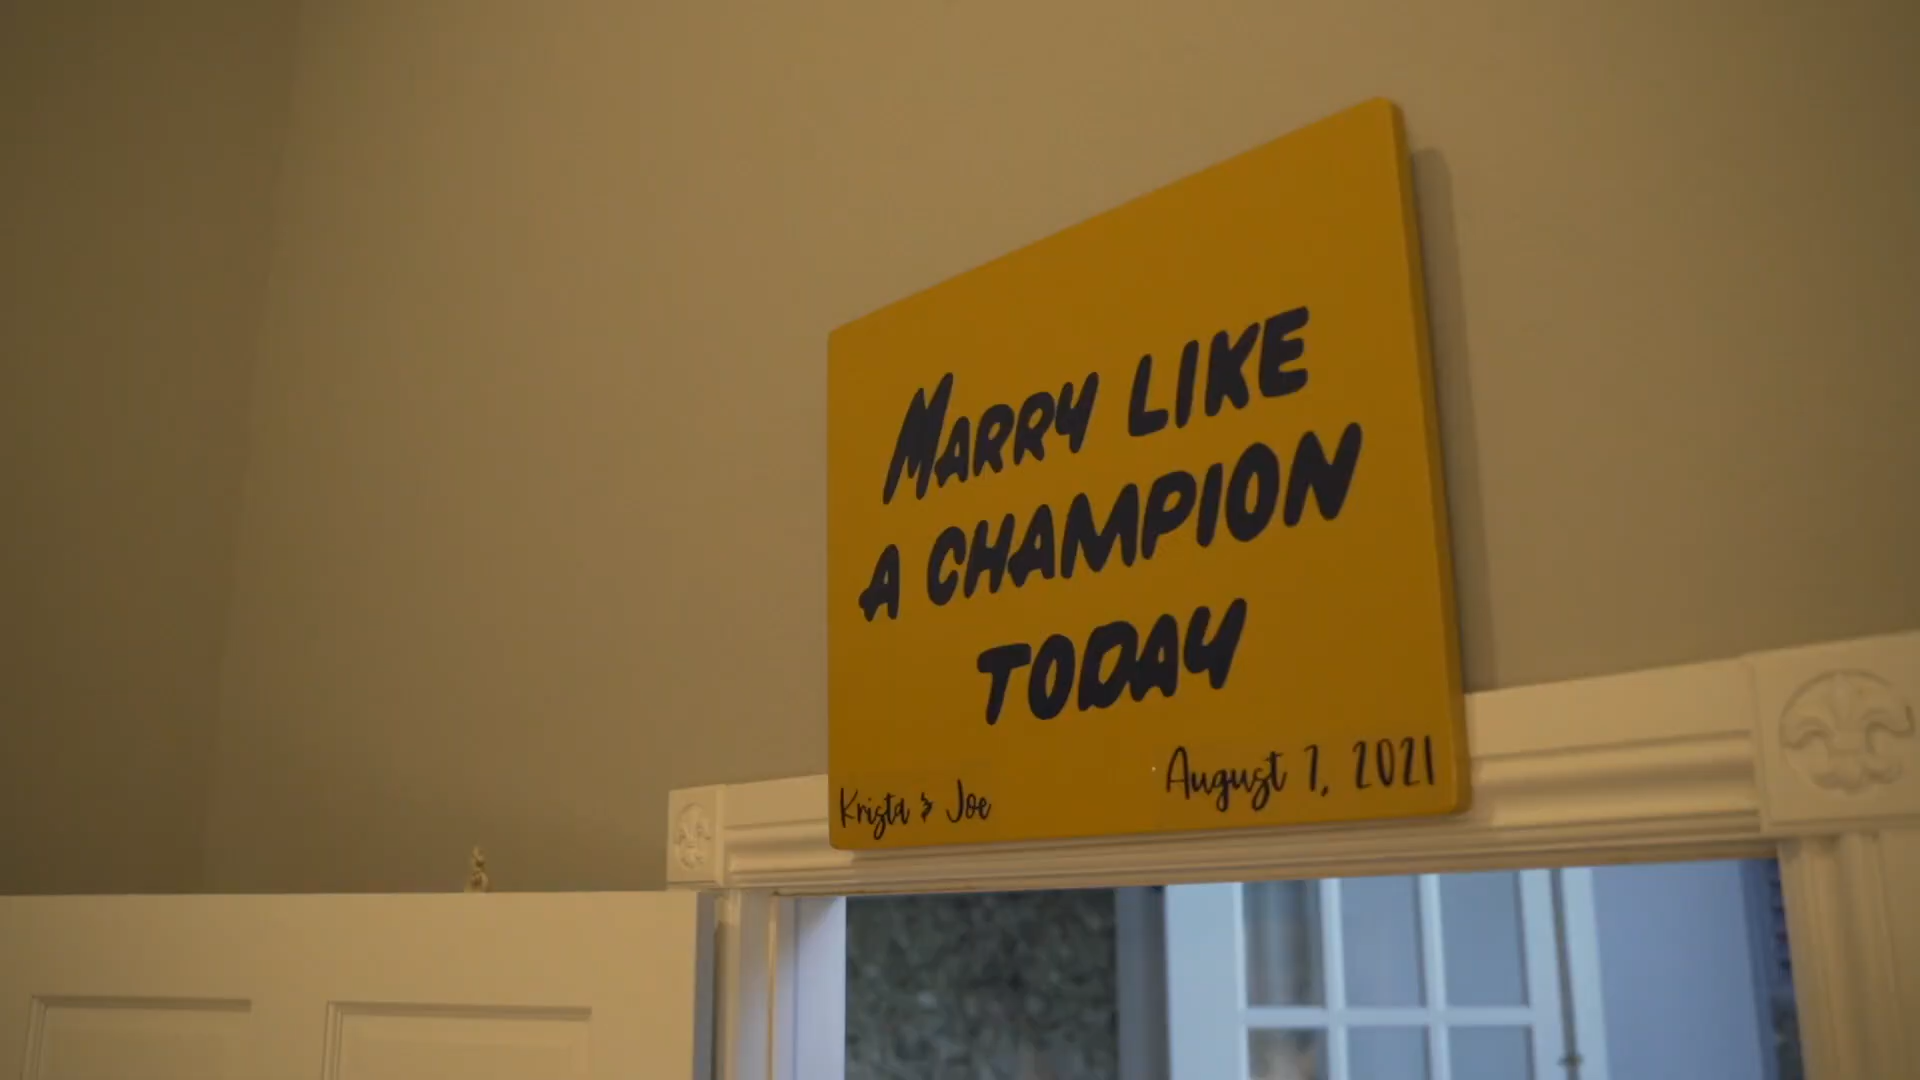 MARRY LIKE
A CHAMPION
TODAY
Krista & Joe
August 7, 2021